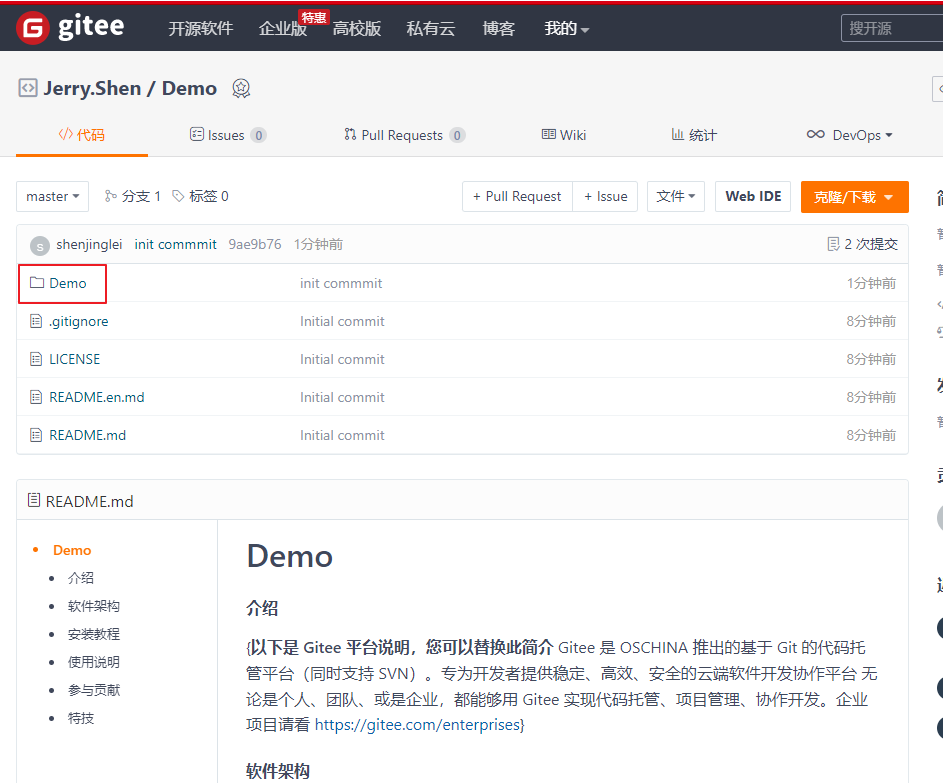 gitee 开源软件 企业版 特惠 高校版 私有云 博客 我的 搜开源
Jerry.Shen / Demo
代码 Issues 0 Pull Requests 0 Wiki 统计 DevOps
master 分支 1 标签 0 + Pull Request + Issue 文件 Web IDE 克隆/下载
s shenjinglei init commmit 9ae9b76 1分钟前 2 次提交
Demo init commmit 1分钟前
.gitignore Initial commit 8分钟前
LICENSE Initial commit 8分钟前
README.en.md Initial commit 8分钟前
README.md Initial commit 8分钟前
README.md
Demo
介绍
软件架构
安装教程
使用说明
参与贡献
特技
Demo
介绍
{以下是 Gitee 平台说明，您可以替换此简介 Gitee 是 OSCHINA 推出的基于 Git 的代码托
管平台（同时支持 SVN）。专为开发者提供稳定、高效、安全的云端软件开发协作平台 无
论是个人、团队、或是企业，都能够用 Gitee 实现代码托管、项目管理、协作开发。企业
项目请看 https://gitee.com/enterprises}
软件架构